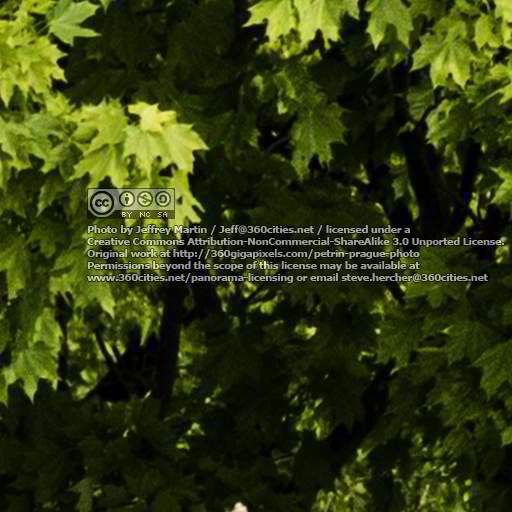 cc
BY NC SA
Photo by Jeffrey Martin / Jeff@360cities.net / licensed under a
Creative Commons Attribution-NonCommercial-ShareAlike 3.0 Unported License.
Original work at http://360gigapixels.com/petrin-prague-photo
Permissions beyond the scope of this license may be available at
www.360cities.net/panorama-licensing or email steve.hercher@360cities.net